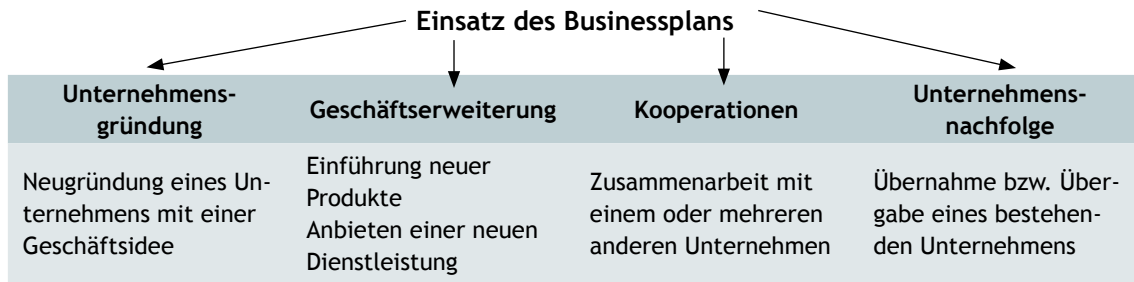 Einsatz des Businessplans
Unternehmens-
gründung
Geschäftserweiterung
Kooperationen
Unternehmens-
nachfolge
Neugründung eines Un-
ternehmens mit einer
Geschäftsidee
Einführung neuer
Produkte
Anbieten einer neuen
Dienstleistung
Zusammenarbeit mit
einem oder mehreren
anderen Unternehmen
Übernahme bzw. Über-
gabe eines bestehen-
den Unternehmens